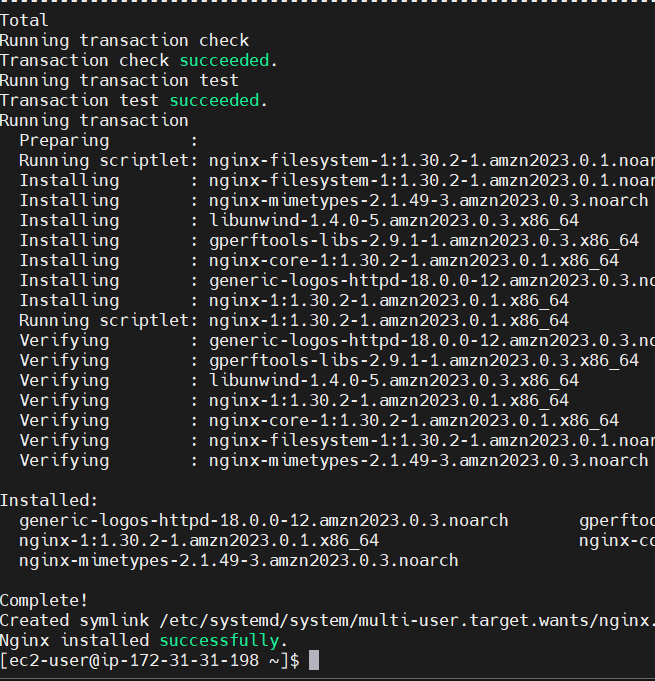 Total
Running transaction check
Transaction check succeeded.
Running transaction test
Transaction test succeeded.
Running transaction
  Preparing        :
  Running scriptlet: nginx-filesystem-1:1.30.2-1.amzn2023.0.1.noar
  Installing       : nginx-filesystem-1:1.30.2-1.amzn2023.0.1.noar
  Installing       : nginx-mimetypes-2.1.49-3.amzn2023.0.3.noarch
  Installing       : libunwind-1.4.0-5.amzn2023.0.3.x86_64
  Installing       : gperftools-libs-2.9.1-1.amzn2023.0.3.x86_64
  Installing       : nginx-core-1:1.30.2-1.amzn2023.0.1.x86_64
  Installing       : generic-logos-httpd-18.0.0-12.amzn2023.0.3.no
  Installing       : nginx-1:1.30.2-1.amzn2023.0.1.x86_64
  Running scriptlet: nginx-1:1.30.2-1.amzn2023.0.1.x86_64
  Verifying        : generic-logos-httpd-18.0.0-12.amzn2023.0.3.no
  Verifying        : gperftools-libs-2.9.1-1.amzn2023.0.3.x86_64
  Verifying        : libunwind-1.4.0-5.amzn2023.0.3.x86_64
  Verifying        : nginx-1:1.30.2-1.amzn2023.0.1.x86_64
  Verifying        : nginx-core-1:1.30.2-1.amzn2023.0.1.x86_64
  Verifying        : nginx-filesystem-1:1.30.2-1.amzn2023.0.1.noar
  Verifying        : nginx-mimetypes-2.1.49-3.amzn2023.0.3.noarch

Installed:
  generic-logos-httpd-18.0.0-12.amzn2023.0.3.noarch       gperftoo
  nginx-1:1.30.2-1.amzn2023.0.1.x86_64                    nginx-co
  nginx-mimetypes-2.1.49-3.amzn2023.0.3.noarch

Complete!
Created symlink /etc/systemd/system/multi-user.target.wants/nginx.
Nginx installed successfully.
[ec2-user@ip-172-31-31-198 ~]$